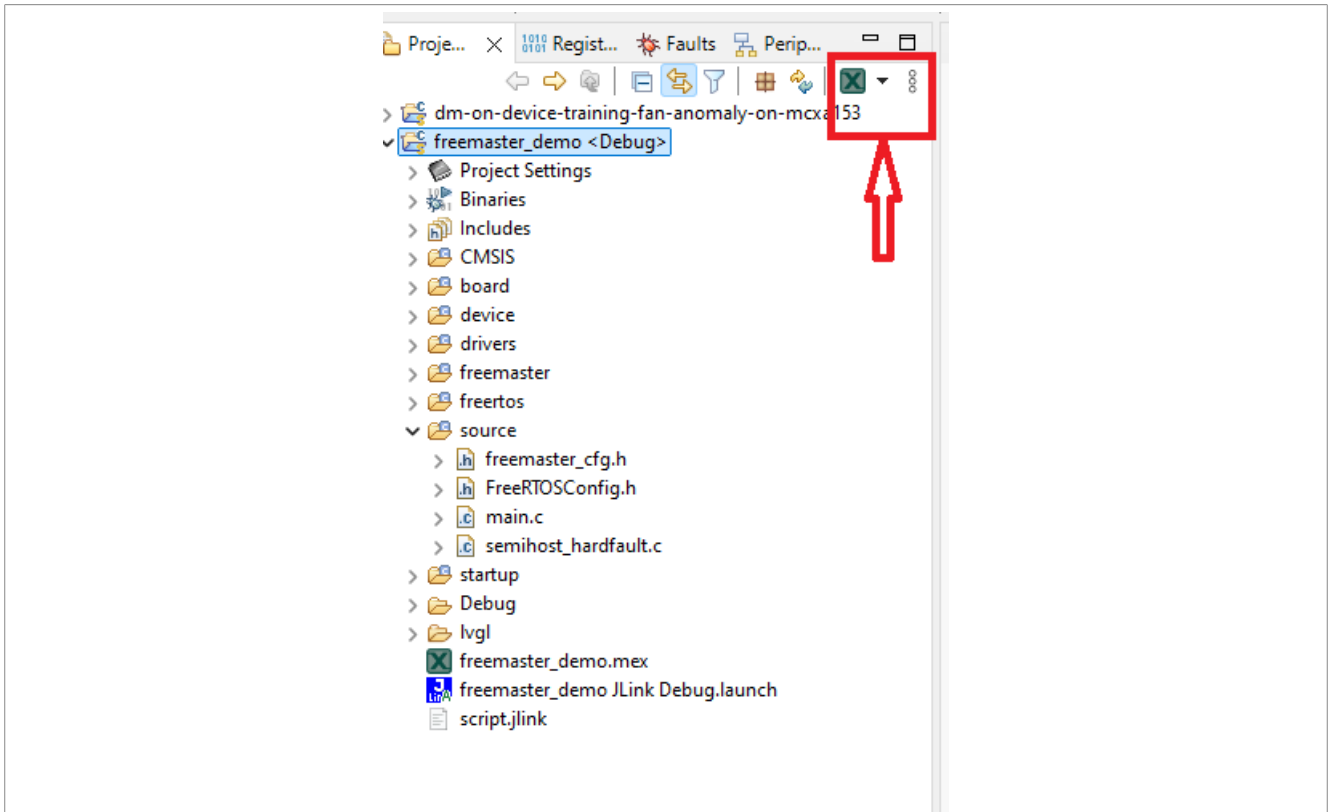 Proje... Regist... Faults Perip...
dm-on-device-training-fan-anomaly-on-mcxa153
freemaster_demo <Debug>
Project Settings
Binaries
Includes
CMSIS
board
device
drivers
freemaster
freertos
source
freemaster_cfg.h
FreeRTOSConfig.h
main.c
semihost_hardfault.c
startup
Debug
lvgl
freemaster_demo.mex
freemaster_demo JLink Debug.launch
script.jlink